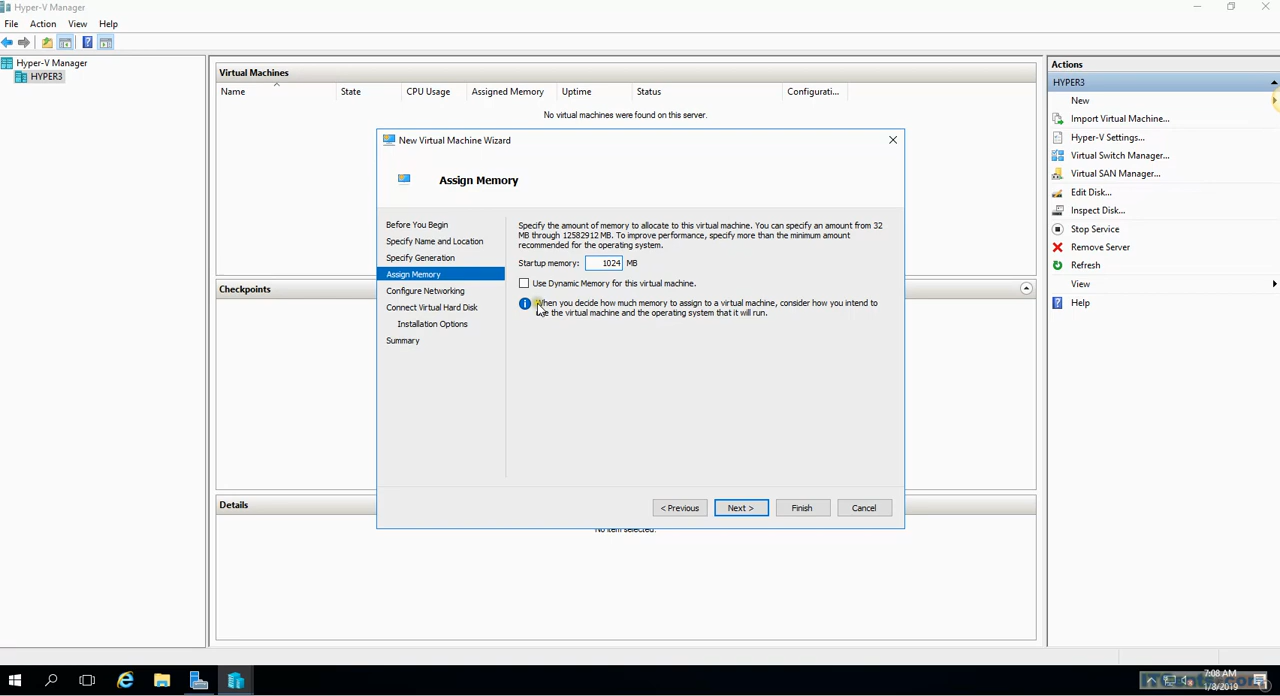 Hyper-V Manager
File Action View Help
Hyper-V Manager
HYPER3
Virtual Machines
Name State CPU Usage Assigned Memory Uptime Status Configurati...
No virtual machines were found on this server.
New Virtual Machine Wizard
Assign Memory
Before You Begin
Specify Name and Location
Specify Generation
Assign Memory
Configure Networking
Connect Virtual Hard Disk
Installation Options
Summary
Specify the amount of memory to allocate to this virtual machine. You can specify an amount from 32
MB through 12582912 MB. To improve performance, specify more than the minimum amount
recommended for the operating system.
Startup memory: 1024 MB
Use Dynamic Memory for this virtual machine.
When you decide how much memory to assign to a virtual machine, consider how you intend to
the virtual machine and the operating system that it will run.
< Previous Next > Finish Cancel
Checkpoints
Details
No item selected.
Actions
HYPER3
New
Import Virtual Machine...
Hyper-V Settings...
Virtual Switch Manager...
Virtual SAN Manager...
Edit Disk...
Inspect Disk...
Stop Service
Remove Server
Refresh
View
Help
7:08 AM
1/8/2019